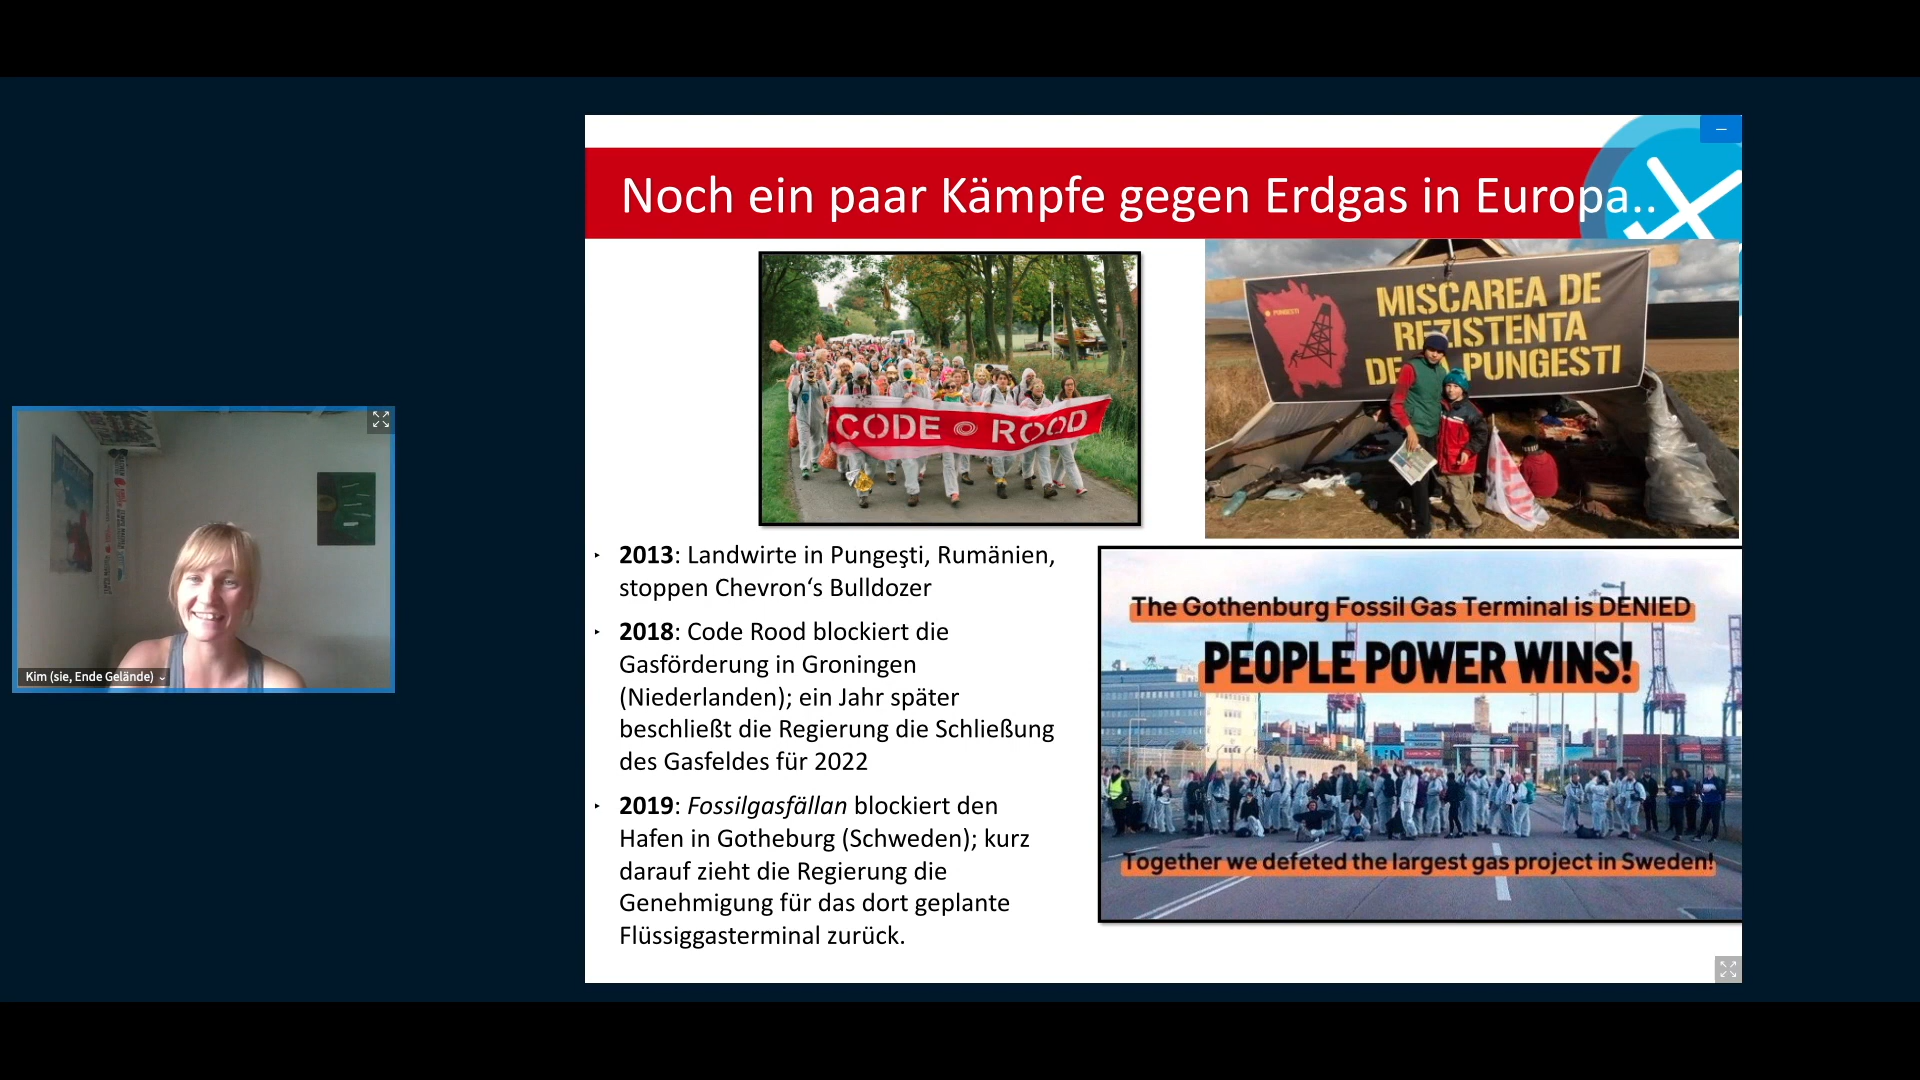 Noch ein paar Kämpfe gegen Erdgas in Europa..
CODE ROOD
PUNGESTI
MISCAREA DE
REZISTENTA
DE PUNGESTI
‣ 2013: Landwirte in Pungeşti, Rumänien,
stoppen Chevron‘s Bulldozer
‣ 2018: Code Rood blockiert die
Gasförderung in Groningen
(Niederlanden); ein Jahr später
beschließt die Regierung die Schließung
des Gasfeldes für 2022
‣ 2019: Fossilgasfällan blockiert den
Hafen in Gotheburg (Schweden); kurz
darauf zieht die Regierung die
Genehmigung für das dort geplante
Flüssiggasterminal zurück.
The Gothenburg Fossil Gas Terminal is DENIED
PEOPLE POWER WINS!
Together we defeted the largest gas project in Sweden!
Kim (sie, Ende Gelände)